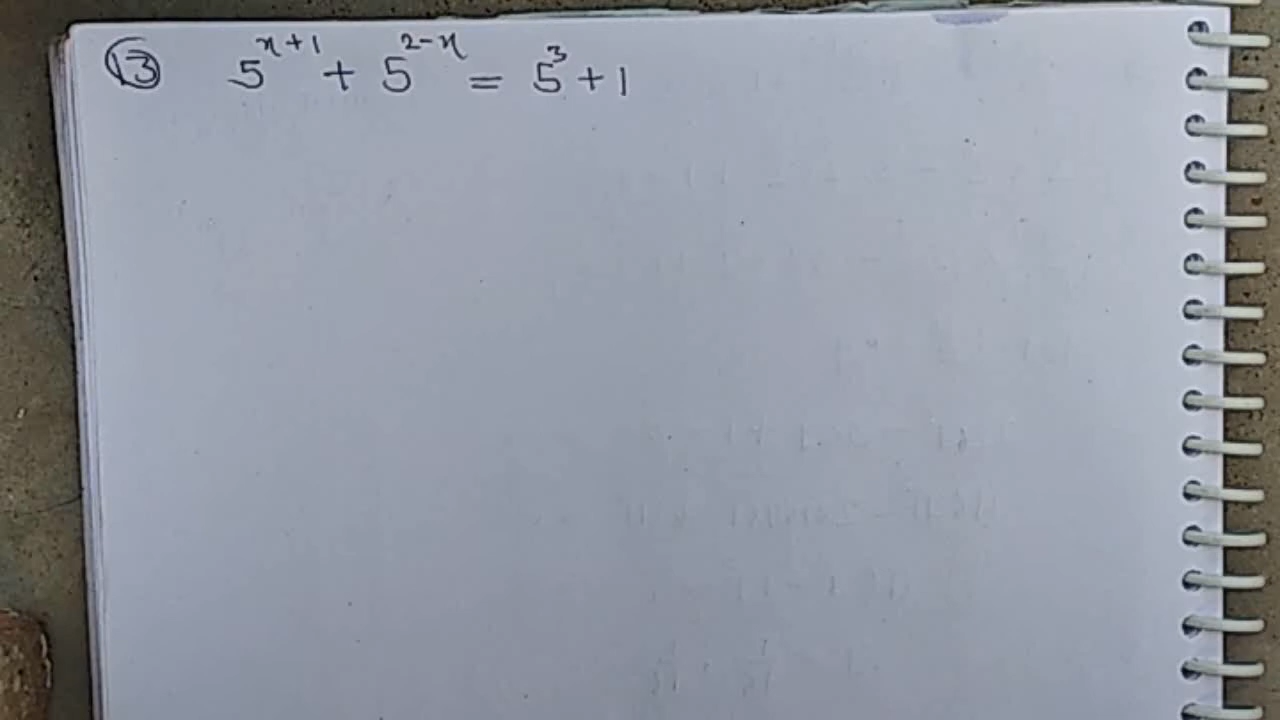 ⑬ 5^{x+1} + 5^{2-x} = 5^3 + 1